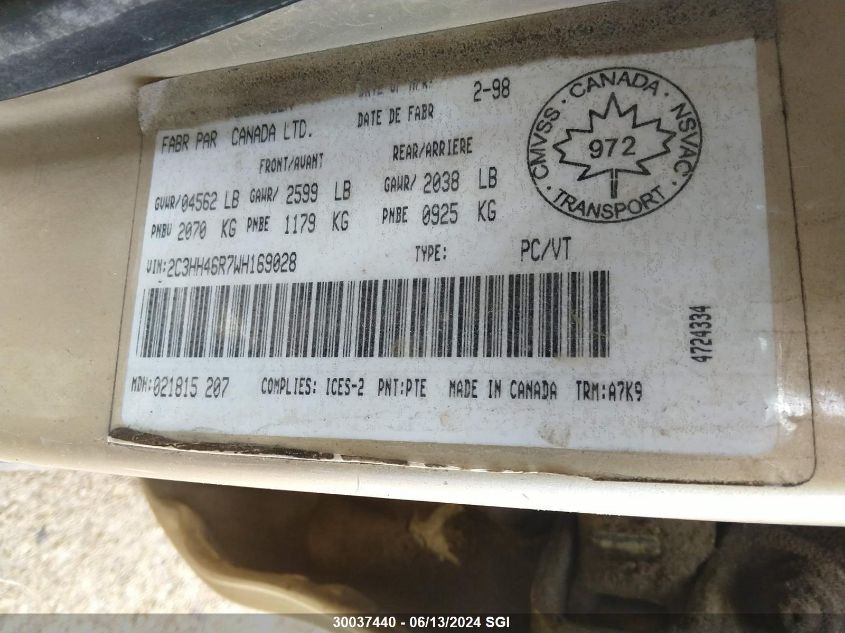 2-98
FABR PAR CANADA LTD. DATE DE FABR
FRONT/AVANT REAR/ARRIERE
GVWR/04562 LB GAWR/ 2599 LB GAWR/ 2038 LB
PNBV 2070 KG PNBE 1179 KG PNBE 0925 KG
VIN:2C3HH46R7WH169028 TYPE: PC/VT
CMVSS · CANADA · NSVAC · TRANSPORT ·
972
4724334
MDH:021815 207 COMPLIES: ICES-2 PNT:PTE MADE IN CANADA TRM:A7K9
30037440 - 06/13/2024 SGI